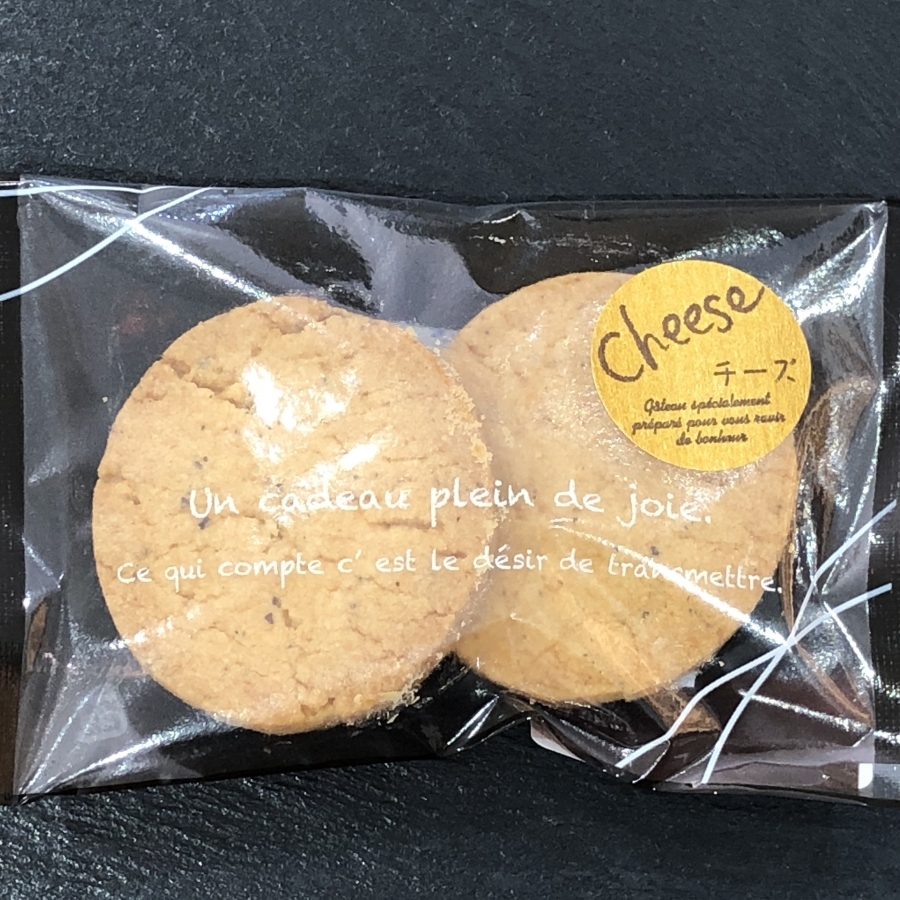 Cheese
チーズ
Gâteau spécialement
préparé pour vous ravir
de bonheur
Un cadeau plein de joie.
Ce qui compte c' est le désir de transmettre.